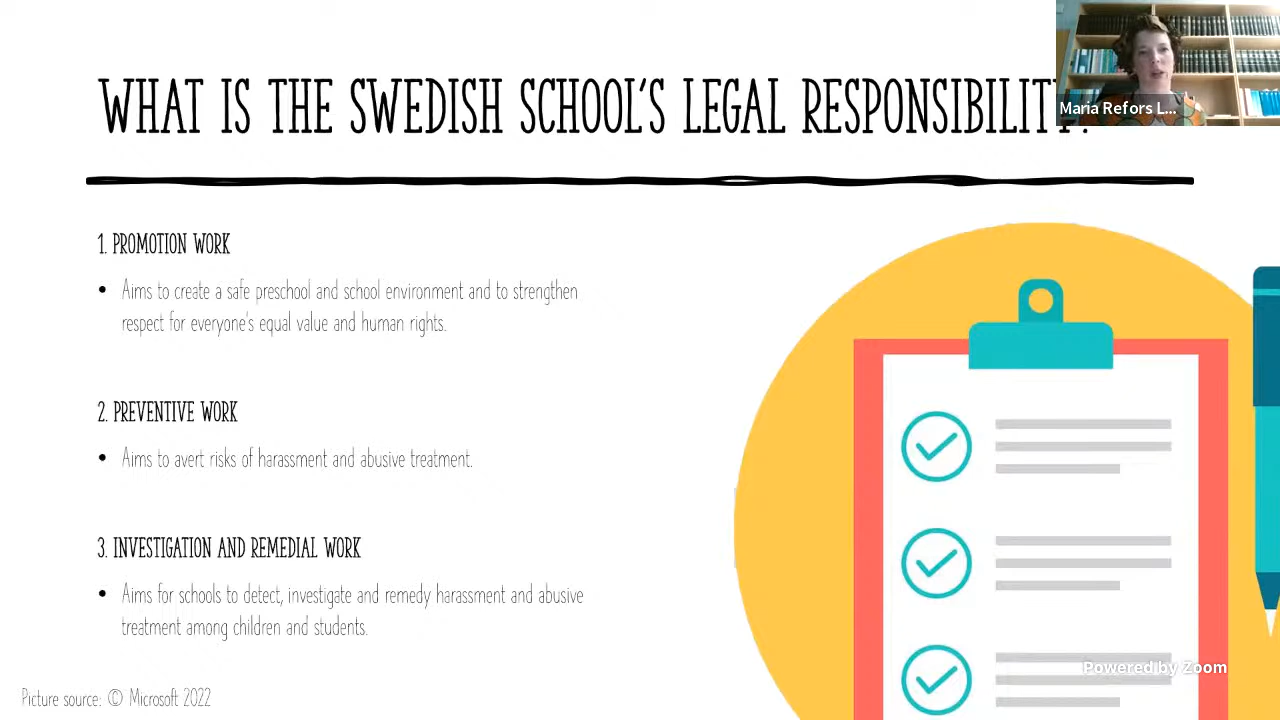 WHAT IS THE SWEDISH SCHOOL'S LEGAL RESPONSIBILITY?
Maria Refors L...
1. PROMOTION WORK
• Aims to create a safe preschool and school environment and to strengthen
respect for everyone's equal value and human rights.
2. PREVENTIVE WORK
• Aims to avert risks of harassment and abusive treatment.
3. INVESTIGATION AND REMEDIAL WORK
• Aims for schools to detect, investigate and remedy harassment and abusive
treatment among children and students.
Powered by Zoom
Picture source: © Microsoft 2022